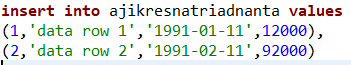 insert into ajikresnatriadnanta values
(1,'data row 1','1991-01-11',12000),
(2,'data row 2','1991-02-11',92000)